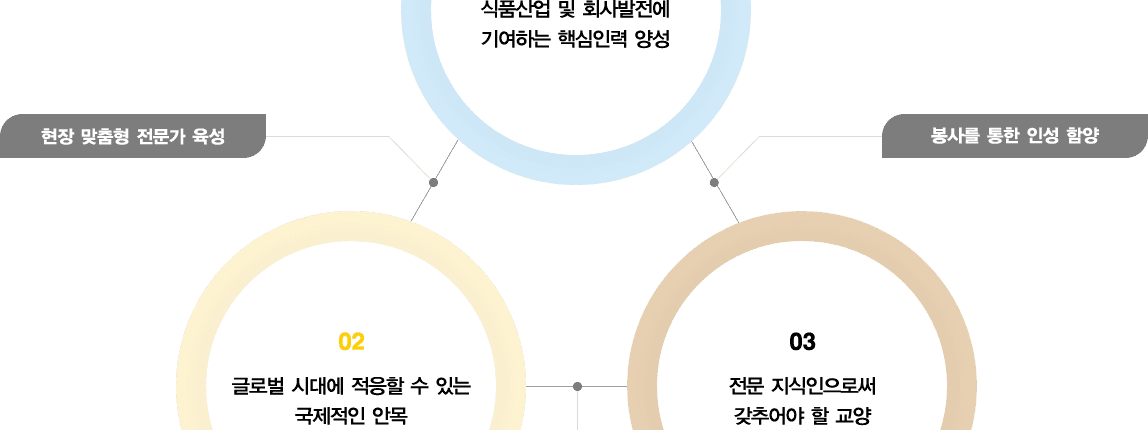 식품산업 및 회사발전에
기여하는 핵심인력 양성
현장 맞춤형 전문가 육성
봉사를 통한 인성 함양
02
글로벌 시대에 적응할 수 있는
국제적인 안목
03
전문 지식인으로써
갖추어야 할 교양